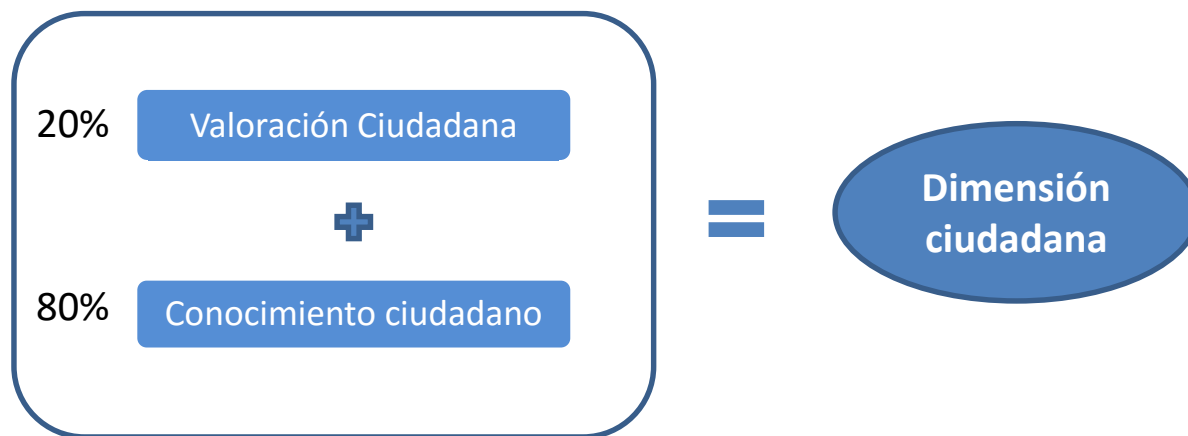 20%
Valoración Ciudadana
80%
Conocimiento ciudadano
Dimensión
ciudadana